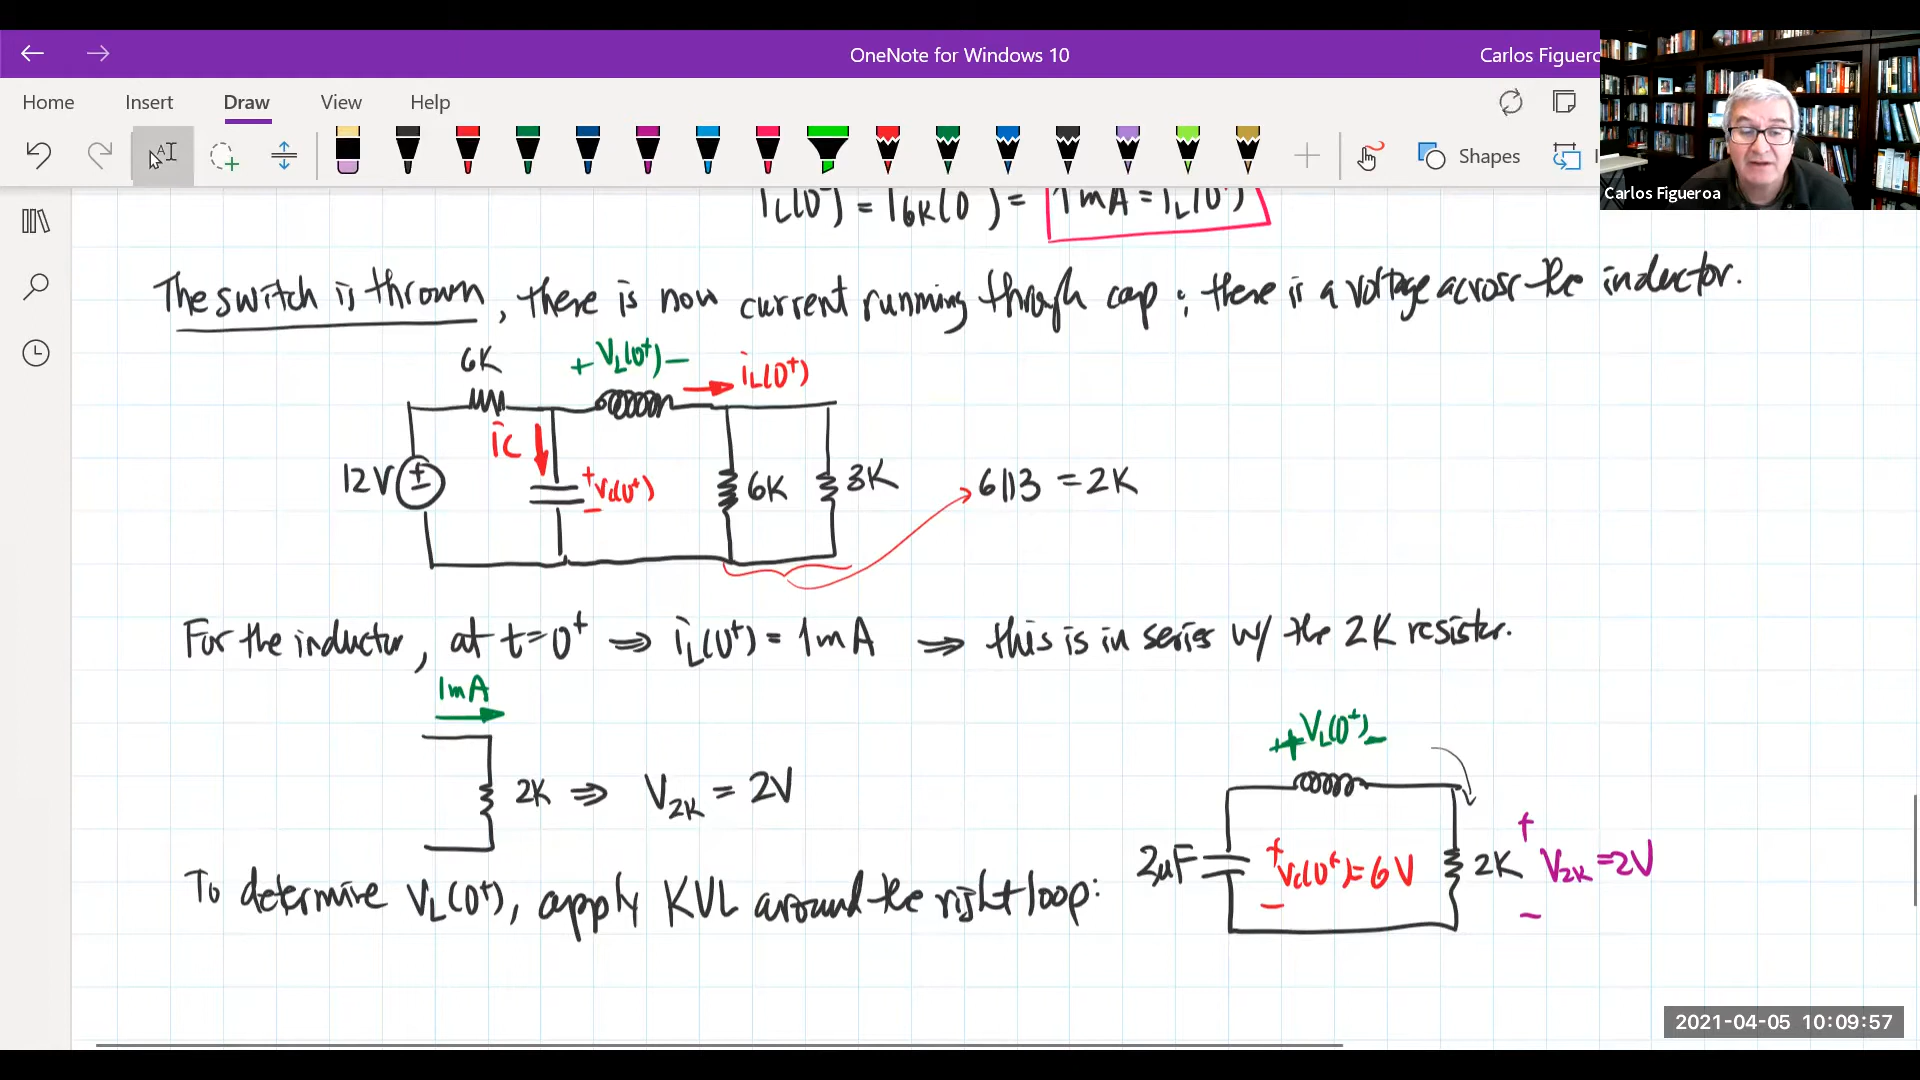 OneNote for Windows 10
Carlos Figuero
Home Insert Draw View Help
Shapes
Carlos Figueroa
iL(0⁻) = I6K(0⁻) = 1mA = iL(0⁻)
The switch is thrown, there is now current running through cap; there is a voltage across the inductor.
6K + VL(0⁺) − iL(0⁺)
ic
12V + − + Vc(0⁺) − 6K 3K 6||3 = 2K
For the inductor, at t=0⁺ ⇒ iL(0⁺) = 1mA ⇒ this is in series w/ the 2K resistor.
1mA
2K ⇒ V2K = 2V
+ VL(0⁺) −
2uF + Vc(0⁺)=6V − 2K + V2K=2V −
To determine VL(0⁺), apply KVL around the right loop:
2021-04-05 10:09:57